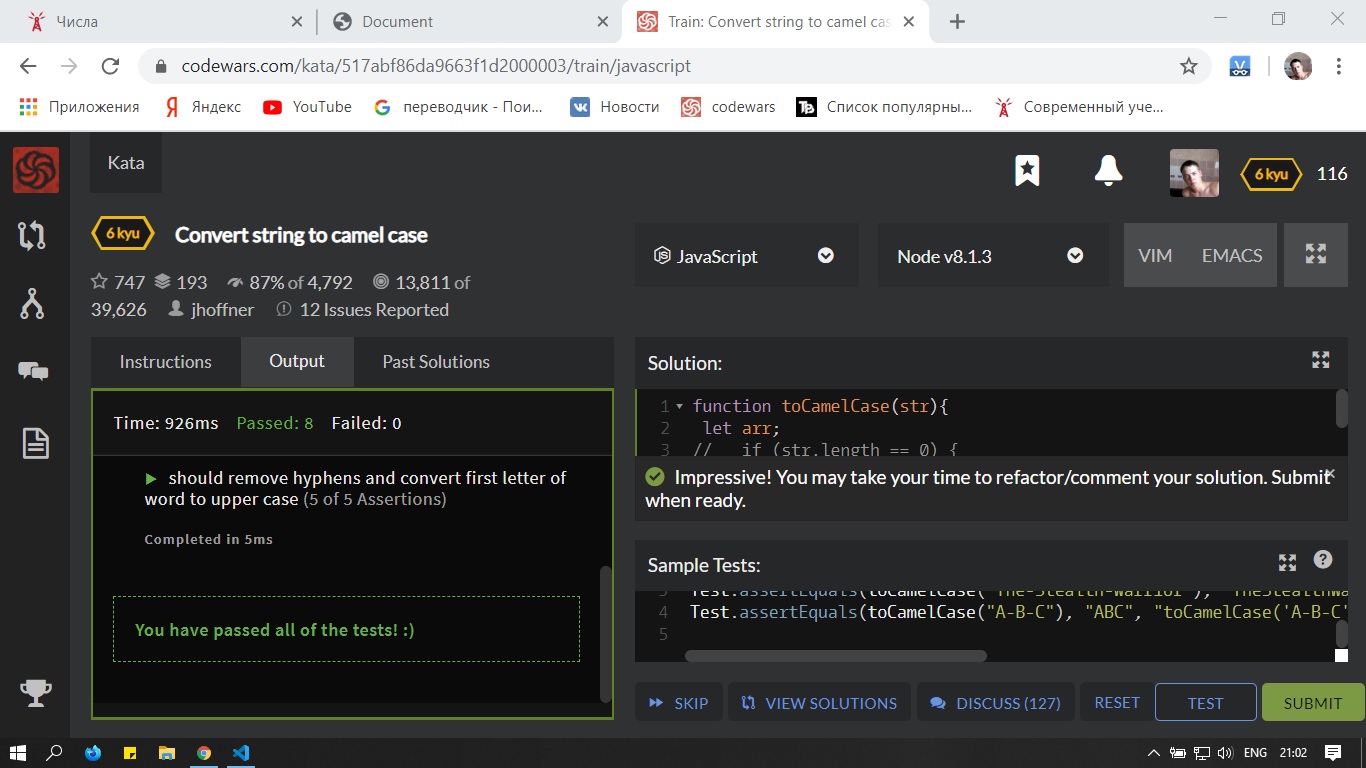 Числа
Document
Train: Convert string to camel cas
codewars.com/kata/517abf86da9663f1d2000003/train/javascript
Приложения
Яндекс
YouTube
переводчик - Пои...
Новости
codewars
Список популярны...
Современный уче...
Kata
6 kyu
116
6 kyu
Convert string to camel case
747 193 87% of 4,792 13,811 of
39,626 jhoffner 12 Issues Reported
JavaScript
Node v8.1.3
VIM
EMACS
Instructions
Output
Past Solutions
Time: 926ms Passed: 8 Failed: 0
should remove hyphens and convert first letter of
word to upper case (5 of 5 Assertions)
Completed in 5ms
You have passed all of the tests! :)
Solution:
1 function toCamelCase(str){
2 let arr;
3 // if (str.length == 0) {
Impressive! You may take your time to refactor/comment your solution. Submit
when ready.
Sample Tests:
3 Test.assertEquals(toCamelCase("The-Stealth-Warrior"), "TheStealthWa
4 Test.assertEquals(toCamelCase("A-B-C"), "ABC", "toCamelCase('A-B-C'
5
SKIP
VIEW SOLUTIONS
DISCUSS (127)
RESET
TEST
SUBMIT
ENG
21:02